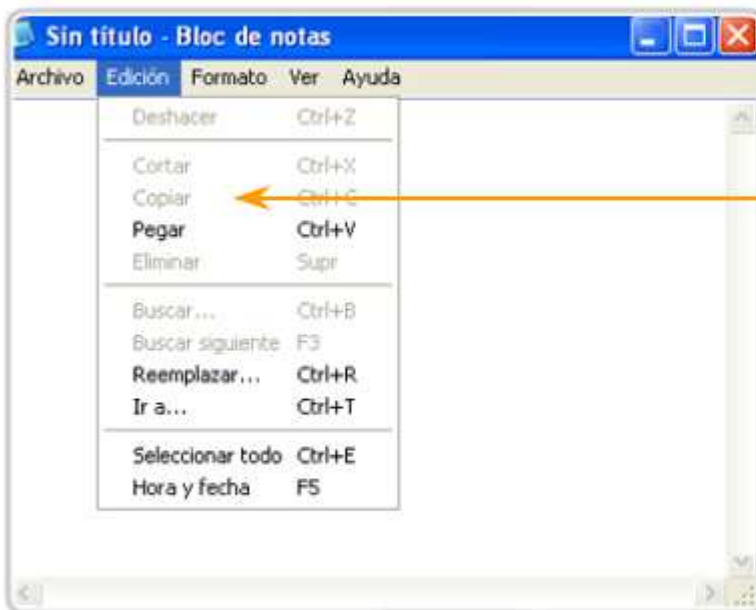 Sin título - Bloc de notas
Archivo Edición Formato Ver Ayuda
Deshacer Ctrl+Z
Cortar Ctrl+X
Copiar Ctrl+C
Pegar Ctrl+V
Eliminar Supr
Buscar... Ctrl+B
Buscar siguiente F3
Reemplazar... Ctrl+R
Ir a... Ctrl+T
Seleccionar todo Ctrl+E
Hora y fecha F5